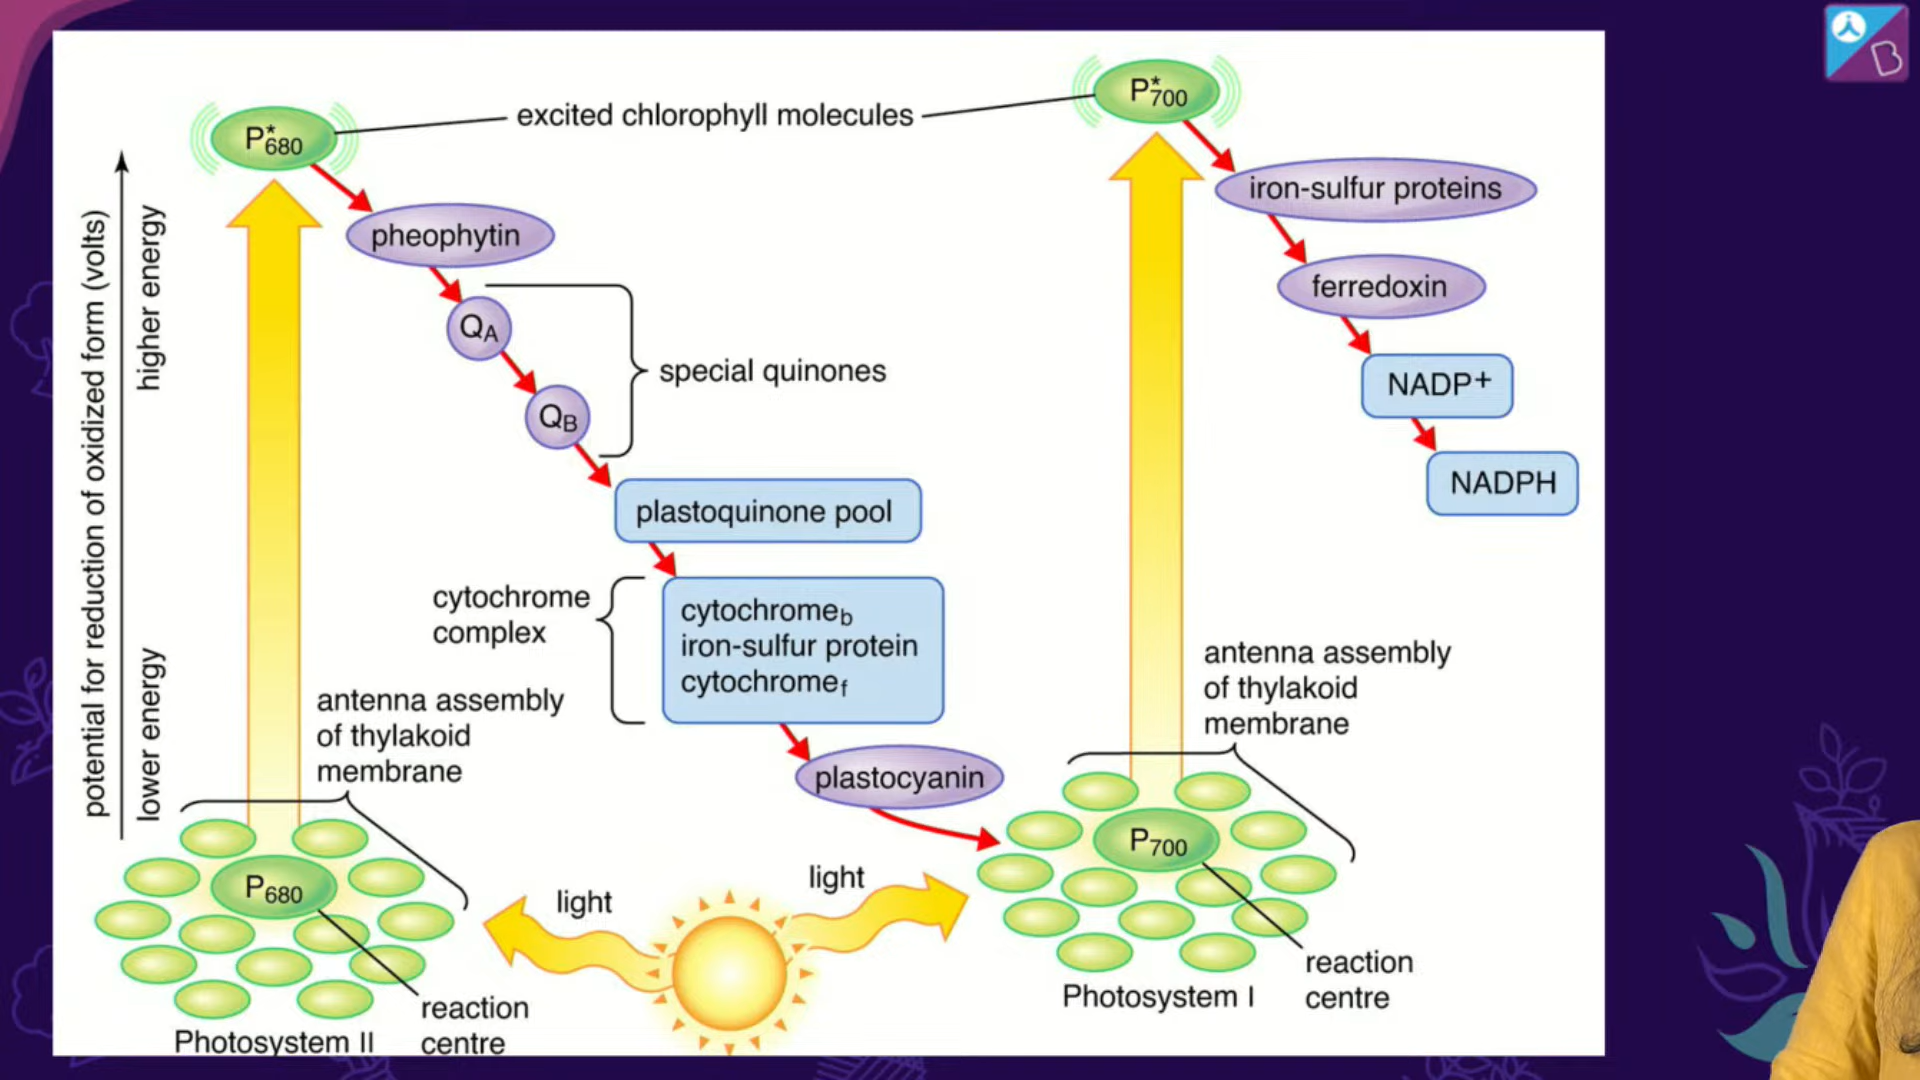 P*680
excited chlorophyll molecules
P*700
pheophytin
QA
QB
special quinones
plastoquinone pool
cytochrome
complex
cytochromeb
iron-sulfur protein
cytochromef
plastocyanin
iron-sulfur proteins
ferredoxin
NADP+
NADPH
potential for reduction of oxidized form (volts)
higher energy
lower energy
antenna assembly
of thylakoid
membrane
P680
reaction
centre
Photosystem II
light
light
antenna assembly
of thylakoid
membrane
P700
reaction
centre
Photosystem I
B